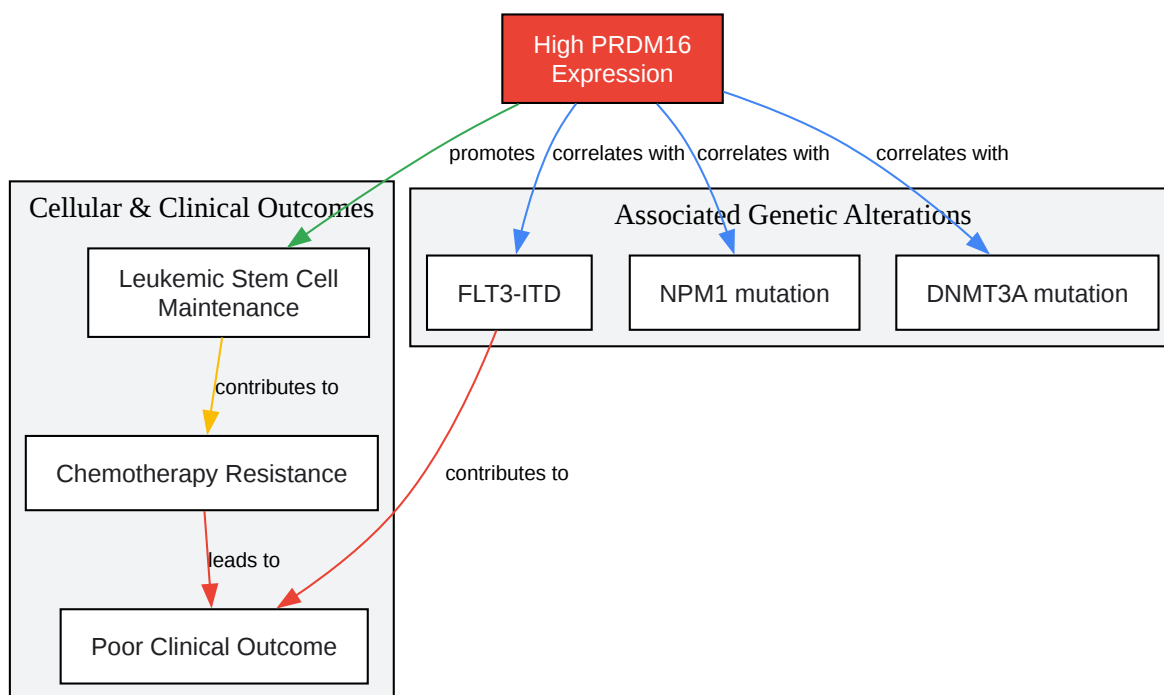 High PRDM16
Expression
promotes
correlates with
correlates with
correlates with
Cellular & Clinical Outcomes
Associated Genetic Alterations
Leukemic Stem Cell
Maintenance
FLT3-ITD
NPM1 mutation
DNMT3A mutation
contributes to
Chemotherapy Resistance
contributes to
leads to
Poor Clinical Outcome